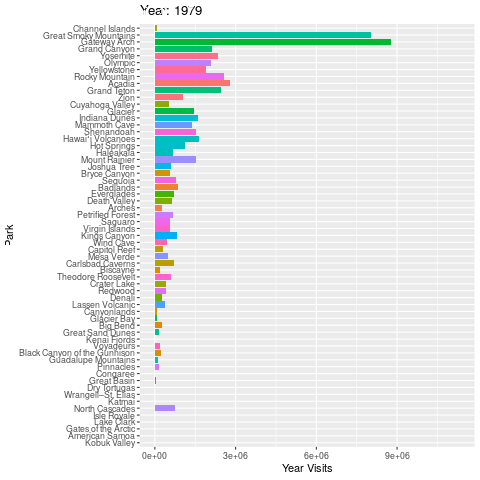 Year: 1979
Channel Islands
Great Smoky Mountains
Gateway Arch
Grand Canyon
Yosemite
Olympic
Yellowstone
Rocky Mountain
Acadia
Grand Teton
Zion
Cuyahoga Valley
Glacier
Indiana Dunes
Mammoth Cave
Shenandoah
Hawaiʻi Volcanoes
Hot Springs
Haleakala
Mount Rainier
Joshua Tree
Bryce Canyon
Sequoia
Badlands
Everglades
Death Valley
Arches
Petrified Forest
Saguaro
Virgin Islands
Kings Canyon
Wind Cave
Capitol Reef
Mesa Verde
Carlsbad Caverns
Biscayne
Theodore Roosevelt
Crater Lake
Redwood
Denali
Lassen Volcanic
Canyonlands
Glacier Bay
Big Bend
Great Sand Dunes
Kenai Fjords
Voyageurs
Black Canyon of the Gunnison
Guadalupe Mountains
Pinnacles
Congaree
Great Basin
Dry Tortugas
Wrangell−St. Elias
Katmai
North Cascades
Isle Royale
Lake Clark
Gates of the Arctic
American Samoa
Kobuk Valley
Park
0e+00 3e+06 6e+06 9e+06
Year Visits